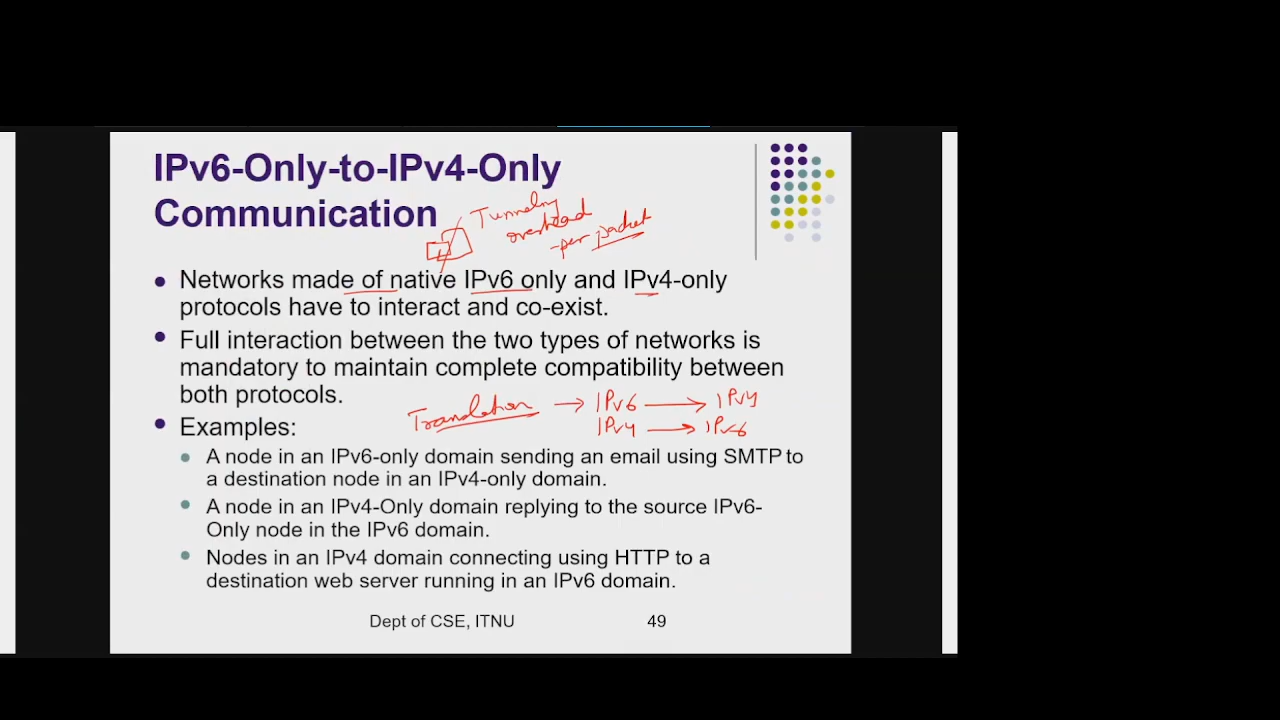 IPv6-Only-to-IPv4-Only
Communication
Tunneling
overhead
-per packet
Networks made of native IPv6 only and IPv4-only
protocols have to interact and co-exist.
Full interaction between the two types of networks is
mandatory to maintain complete compatibility between
both protocols.
Translation → IPv6 → IPv4
IPv4 → IPv6
Examples:
A node in an IPv6-only domain sending an email using SMTP to
a destination node in an IPv4-only domain.
A node in an IPv4-Only domain replying to the source IPv6-
Only node in the IPv6 domain.
Nodes in an IPv4 domain connecting using HTTP to a
destination web server running in an IPv6 domain.
Dept of CSE, ITNU 49